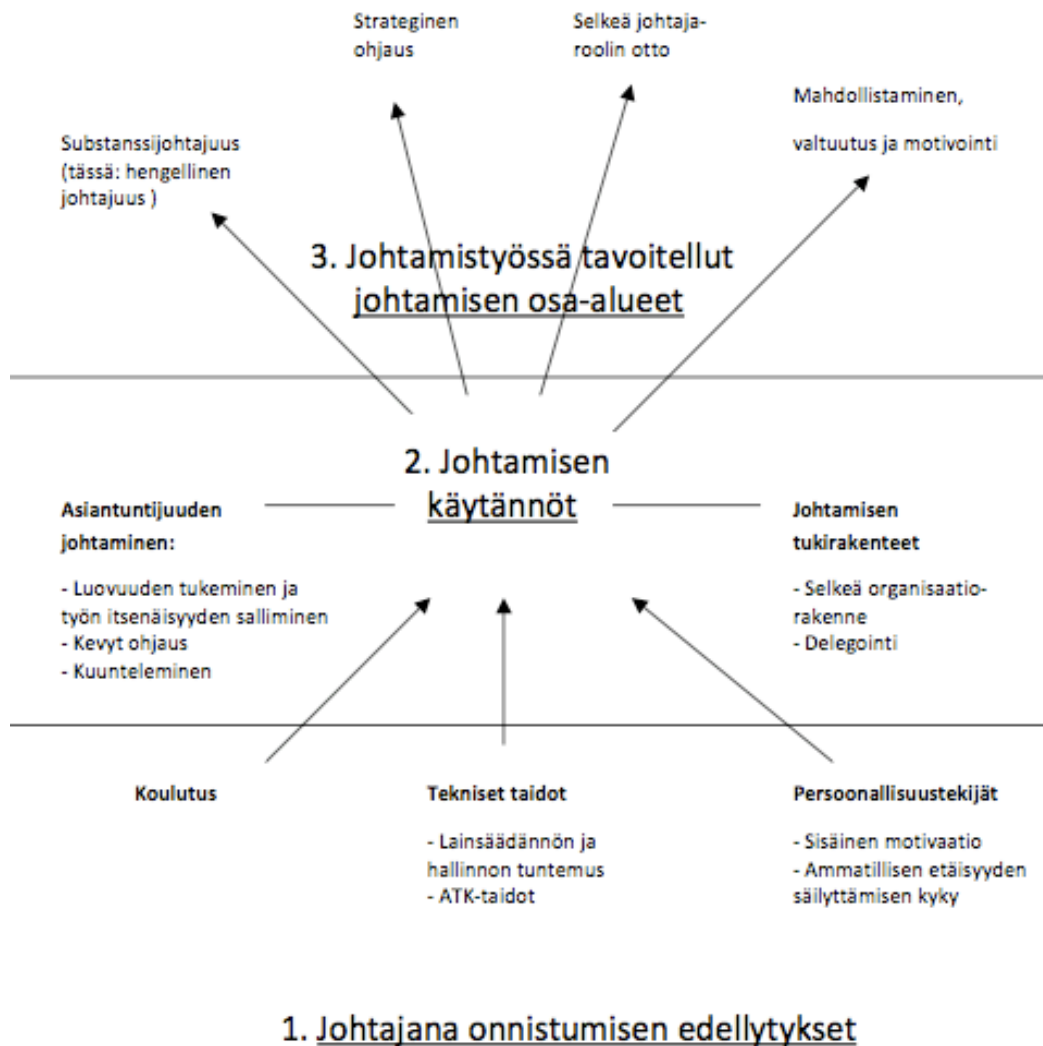 Strateginen
ohjaus
Selkeä johtaja-
roolin otto
Mahdollistaminen,
valtuutus ja motivointi
Substanssijohtajuus
(tässä: hengellinen
johtajuus )
3. Johtamistyössä tavoitellut
johtamisen osa-alueet
2. Johtamisen
käytännöt
Asiantuntijuuden
johtaminen:
- Luovuuden tukeminen ja
työn itsenäisyyden salliminen
- Kevyt ohjaus
- Kuunteleminen
Johtamisen
tukirakenteet
- Selkeä organisaatio-
rakenne
- Delegointi
Koulutus
Tekniset taidot
- Lainsäädännön ja
hallinnon tuntemus
- ATK-taidot
Persoonallisuustekijät
- Sisäinen motivaatio
- Ammatillisen etäisyyden
säilyttämisen kyky
1. Johtajana onnistumisen edellytykset